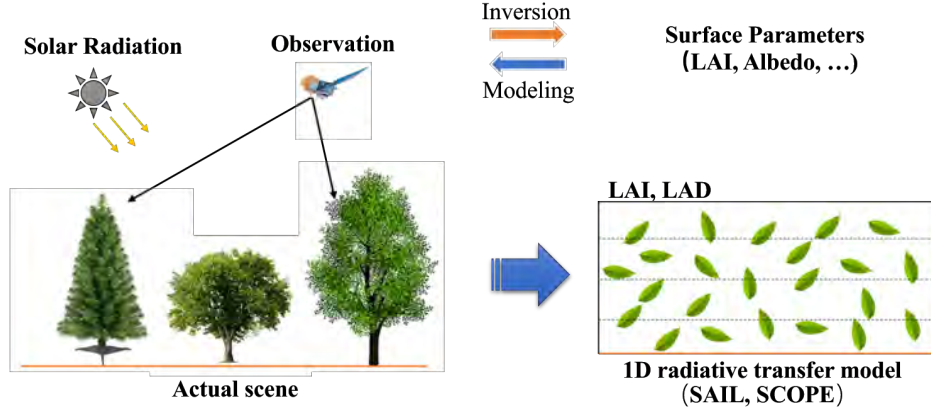 Solar Radiation
Observation
Inversion
Modeling
Surface Parameters
(LAI, Albedo, …)
Actual scene
LAI, LAD
1D radiative transfer model
(SAIL, SCOPE)